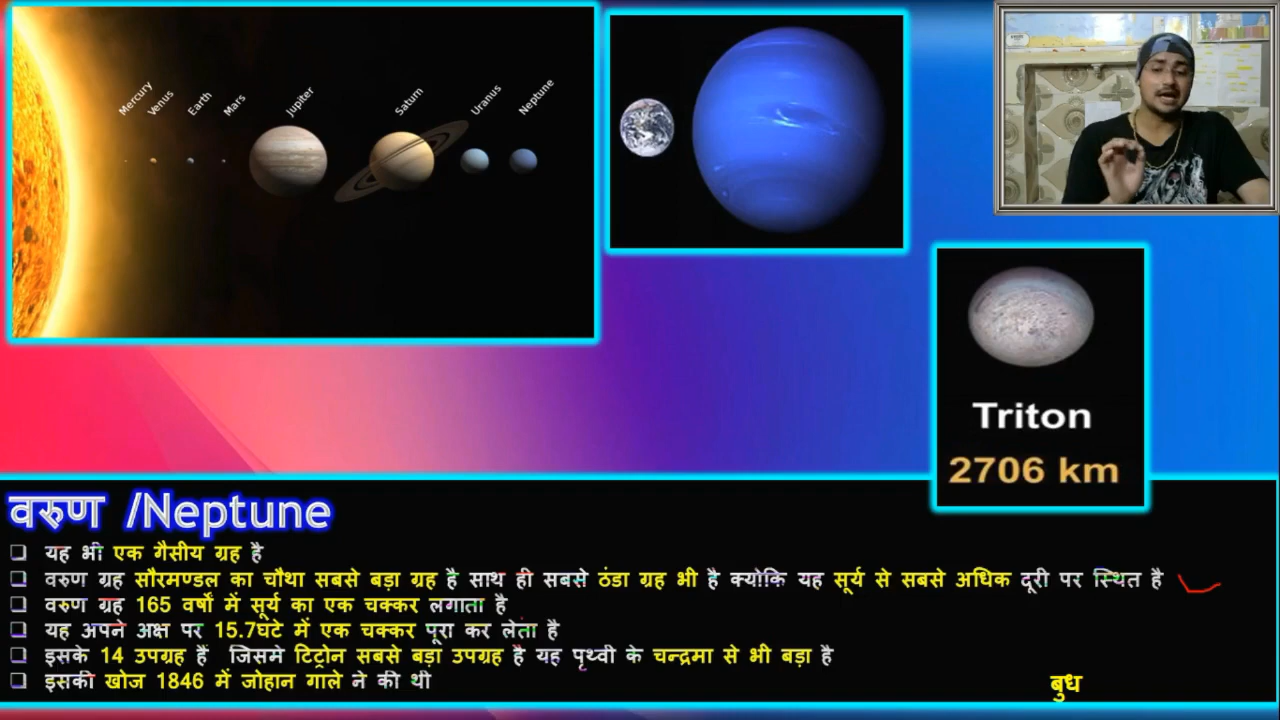 Mercury
Venus
Earth
Mars
Jupiter
Saturn
Uranus
Neptune
Triton
2706 km
वरुण /Neptune
यह भी एक गैसीय ग्रह है
वरुण ग्रह सौरमण्डल का चौथा सबसे बड़ा ग्रह है साथ ही सबसे ठंडा ग्रह भी है क्योकि यह सूर्य से सबसे अधिक दूरी पर स्थित है
वरुण ग्रह 165 वर्षों में सूर्य का एक चक्कर लगाता है
यह अपने अक्ष पर 15.7घंटे में एक चक्कर पूरा कर लेता है
इसके 14 उपग्रह हैं जिसमे टिट्रोन सबसे बड़ा उपग्रह है यह पृथ्वी के चन्द्रमा से भी बड़ा है
इसकी खोज 1846 में जोहान गाले ने की थी
बुध